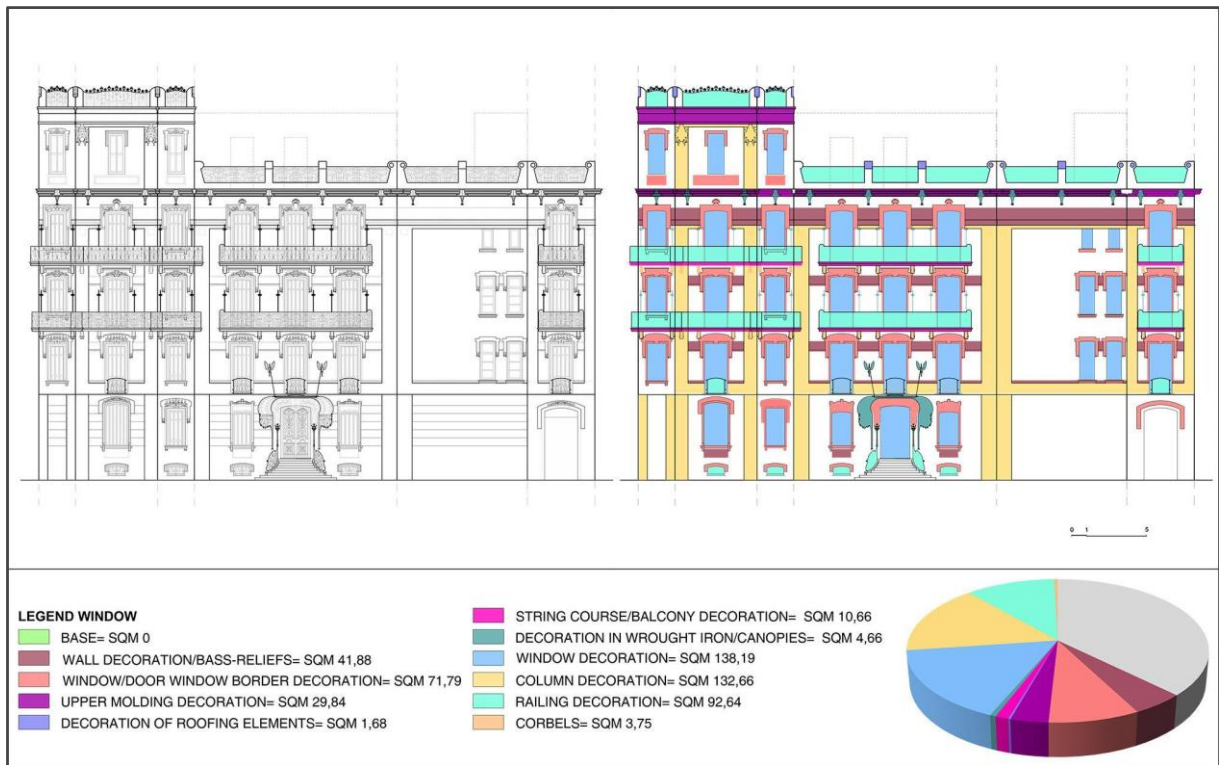 0 1 5
LEGEND WINDOW
BASE= SQM 0
WALL DECORATION/BASS-RELIEFS= SQM 41,88
WINDOW/DOOR WINDOW BORDER DECORATION= SQM 71,79
UPPER MOLDING DECORATION= SQM 29,84
DECORATION OF ROOFING ELEMENTS= SQM 1,68
STRING COURSE/BALCONY DECORATION= SQM 10,66
DECORATION IN WROUGHT IRON/CANOPIES= SQM 4,66
WINDOW DECORATION= SQM 138,19
COLUMN DECORATION= SQM 132,66
RAILING DECORATION= SQM 92,64
CORBELS= SQM 3,75